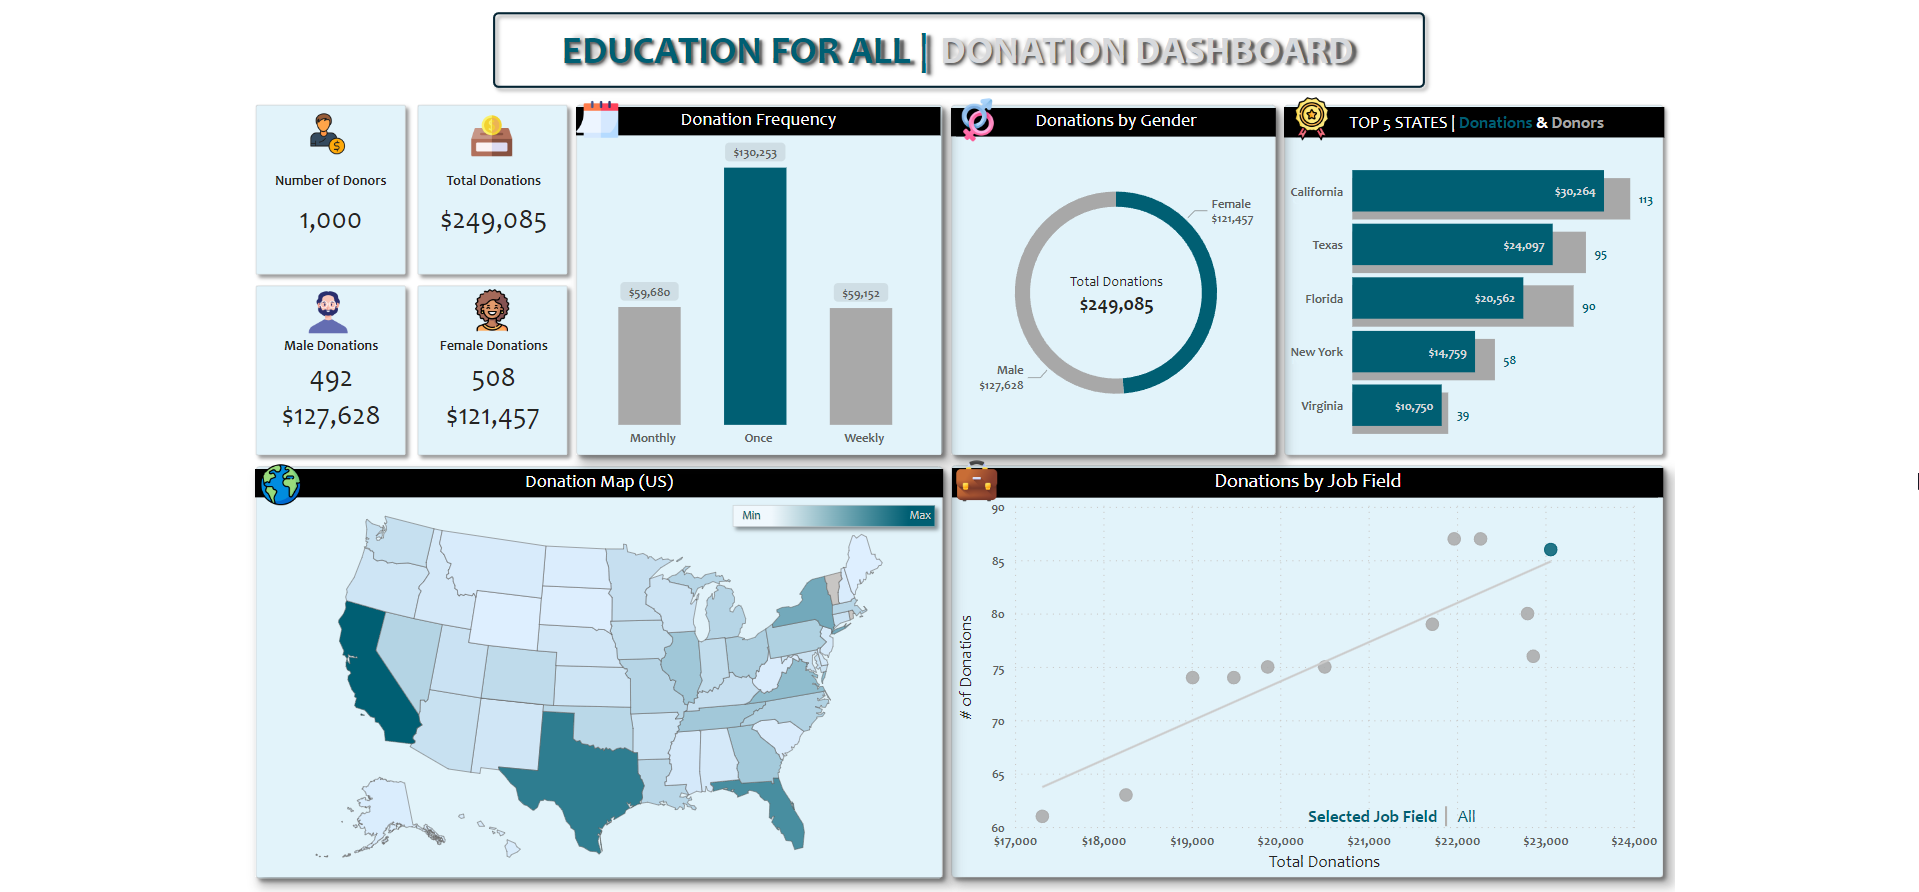 EDUCATION FOR ALL | DONATION DASHBOARD
Number of Donors
1,000
Total Donations
$249,085
Male Donations
492
$127,628
Female Donations
508
$121,457
Donation Frequency
$130,253
$59,680
$59,152
Monthly
Once
Weekly
Donations by Gender
Female
$121,457
Total Donations
$249,085
Male
$127,628
TOP 5 STATES | Donations & Donors
California
$30,264
113
Texas
$24,097
95
Florida
$20,562
90
New York
$14,759
58
Virginia
$10,750
39
Donation Map (US)
Min
Max
Donations by Job Field
# of Donations
90
85
80
75
70
65
60
Selected Job Field | All
$17,000
$18,000
$19,000
$20,000
$21,000
$22,000
$23,000
$24,000
Total Donations